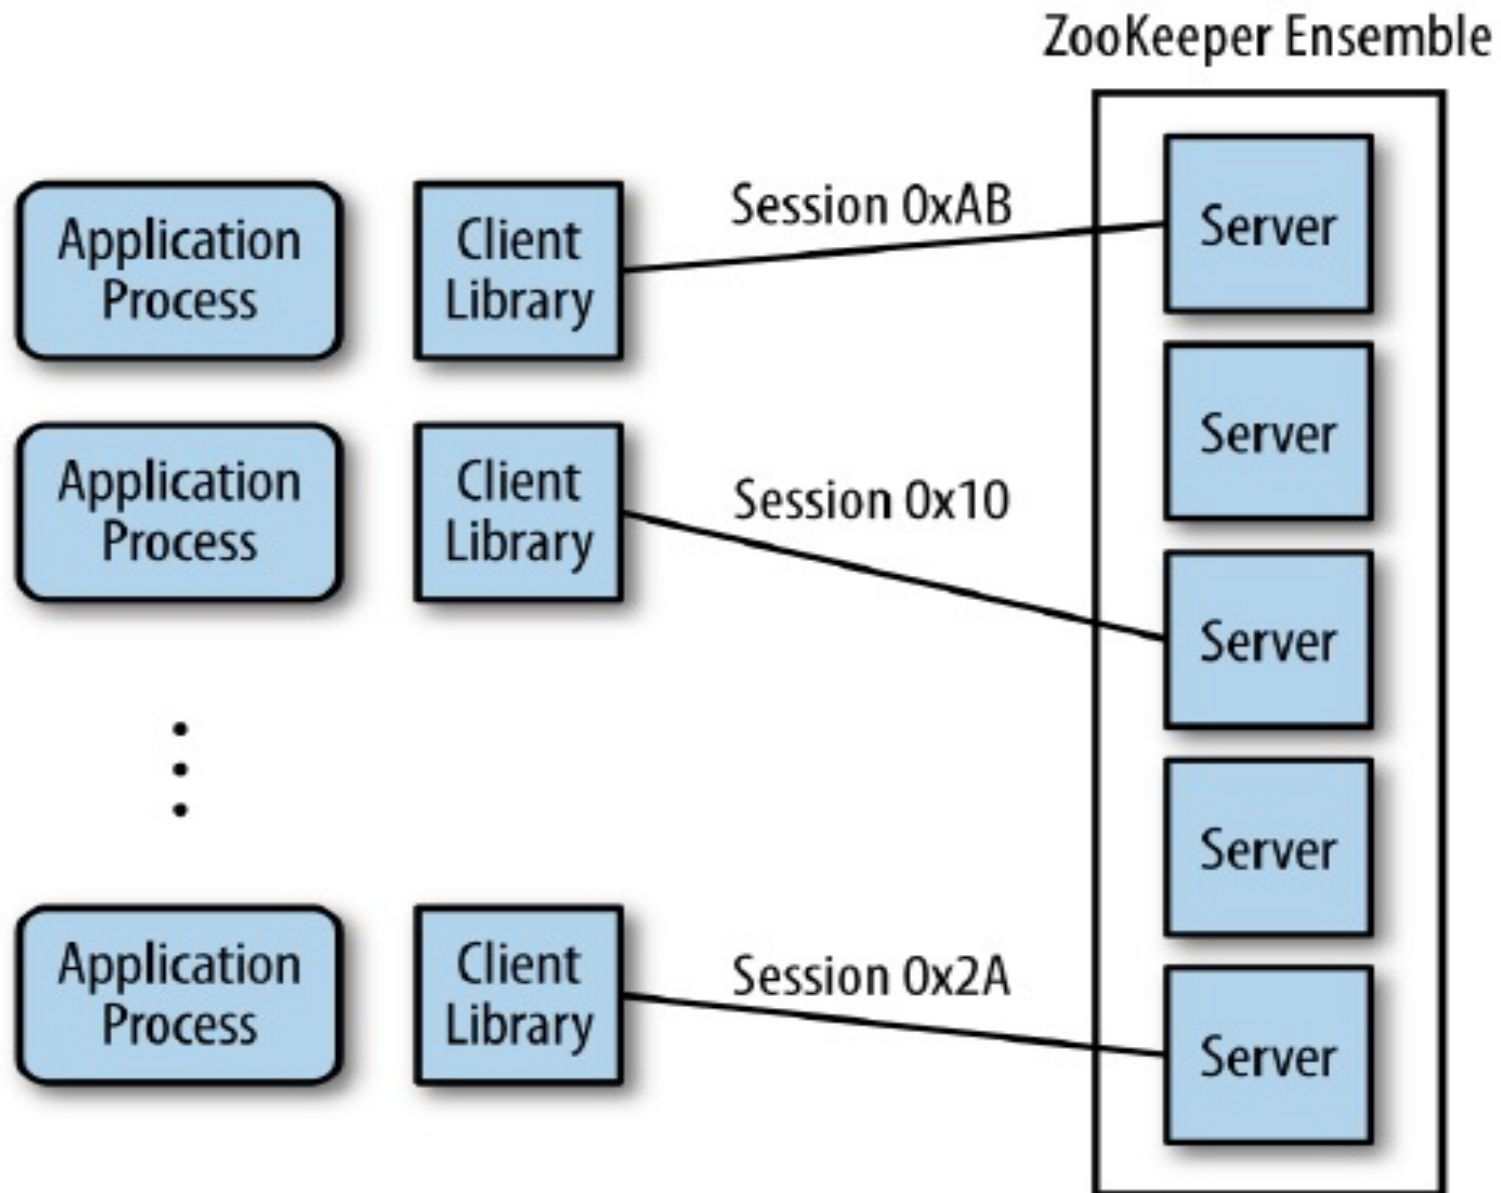 ZooKeeper Ensemble
Application
Process
Client
Library
Session 0xAB
Server
Server
Application
Process
Client
Library
Session 0x10
Server
Server
Application
Process
Client
Library
Session 0x2A
Server